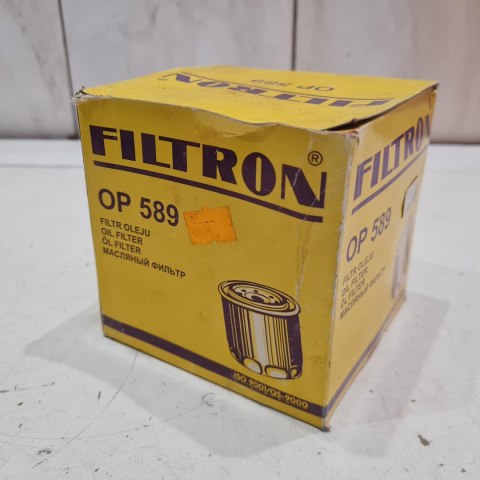 OP 589
FILTRON
FILTRON ®
OP 589
FILTR OLEJU
OIL FILTER
ÖL FILTER
МАСЛЯНЫЙ ФИЛЬТР
ISO 9001/QS-9000
FILTRON
OP 589
FILTR OLEJU
OIL FILTER
ÖL FILTER
МАСЛЯНЫЙ ФИЛЬТР